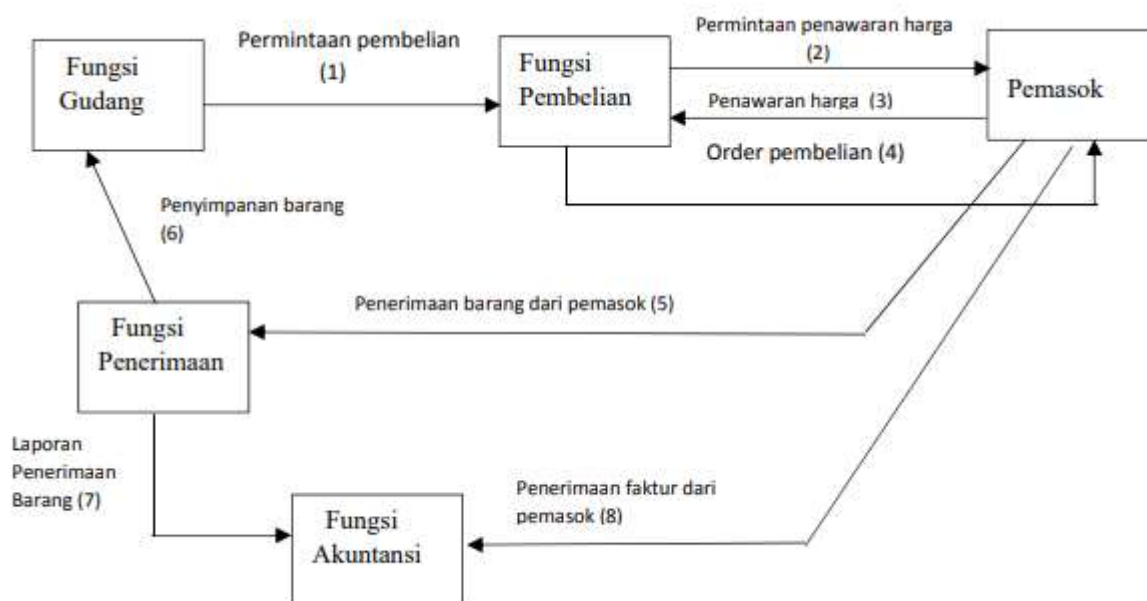 Fungsi
Gudang
Permintaan pembelian
(1)
Fungsi
Pembelian
Permintaan penawaran harga
(2)
Penawaran harga (3)
Pemasok
Order pembelian (4)
Penyimpanan barang
(6)
Penerimaan barang dari pemasok (5)
Fungsi
Penerimaan
Laporan
Penerimaan
Barang (7)
Penerimaan faktur dari
pemasok (8)
Fungsi
Akuntansi